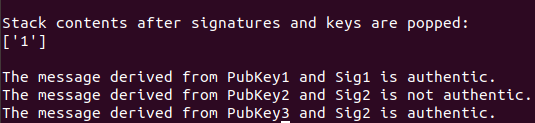 Stack contents after signatures and keys are popped:
['1']
The message derived from PubKey1 and Sig1 is authentic.
The message derived from PubKey2 and Sig2 is not authentic.
The message derived from PubKey3 and Sig2 is authentic.